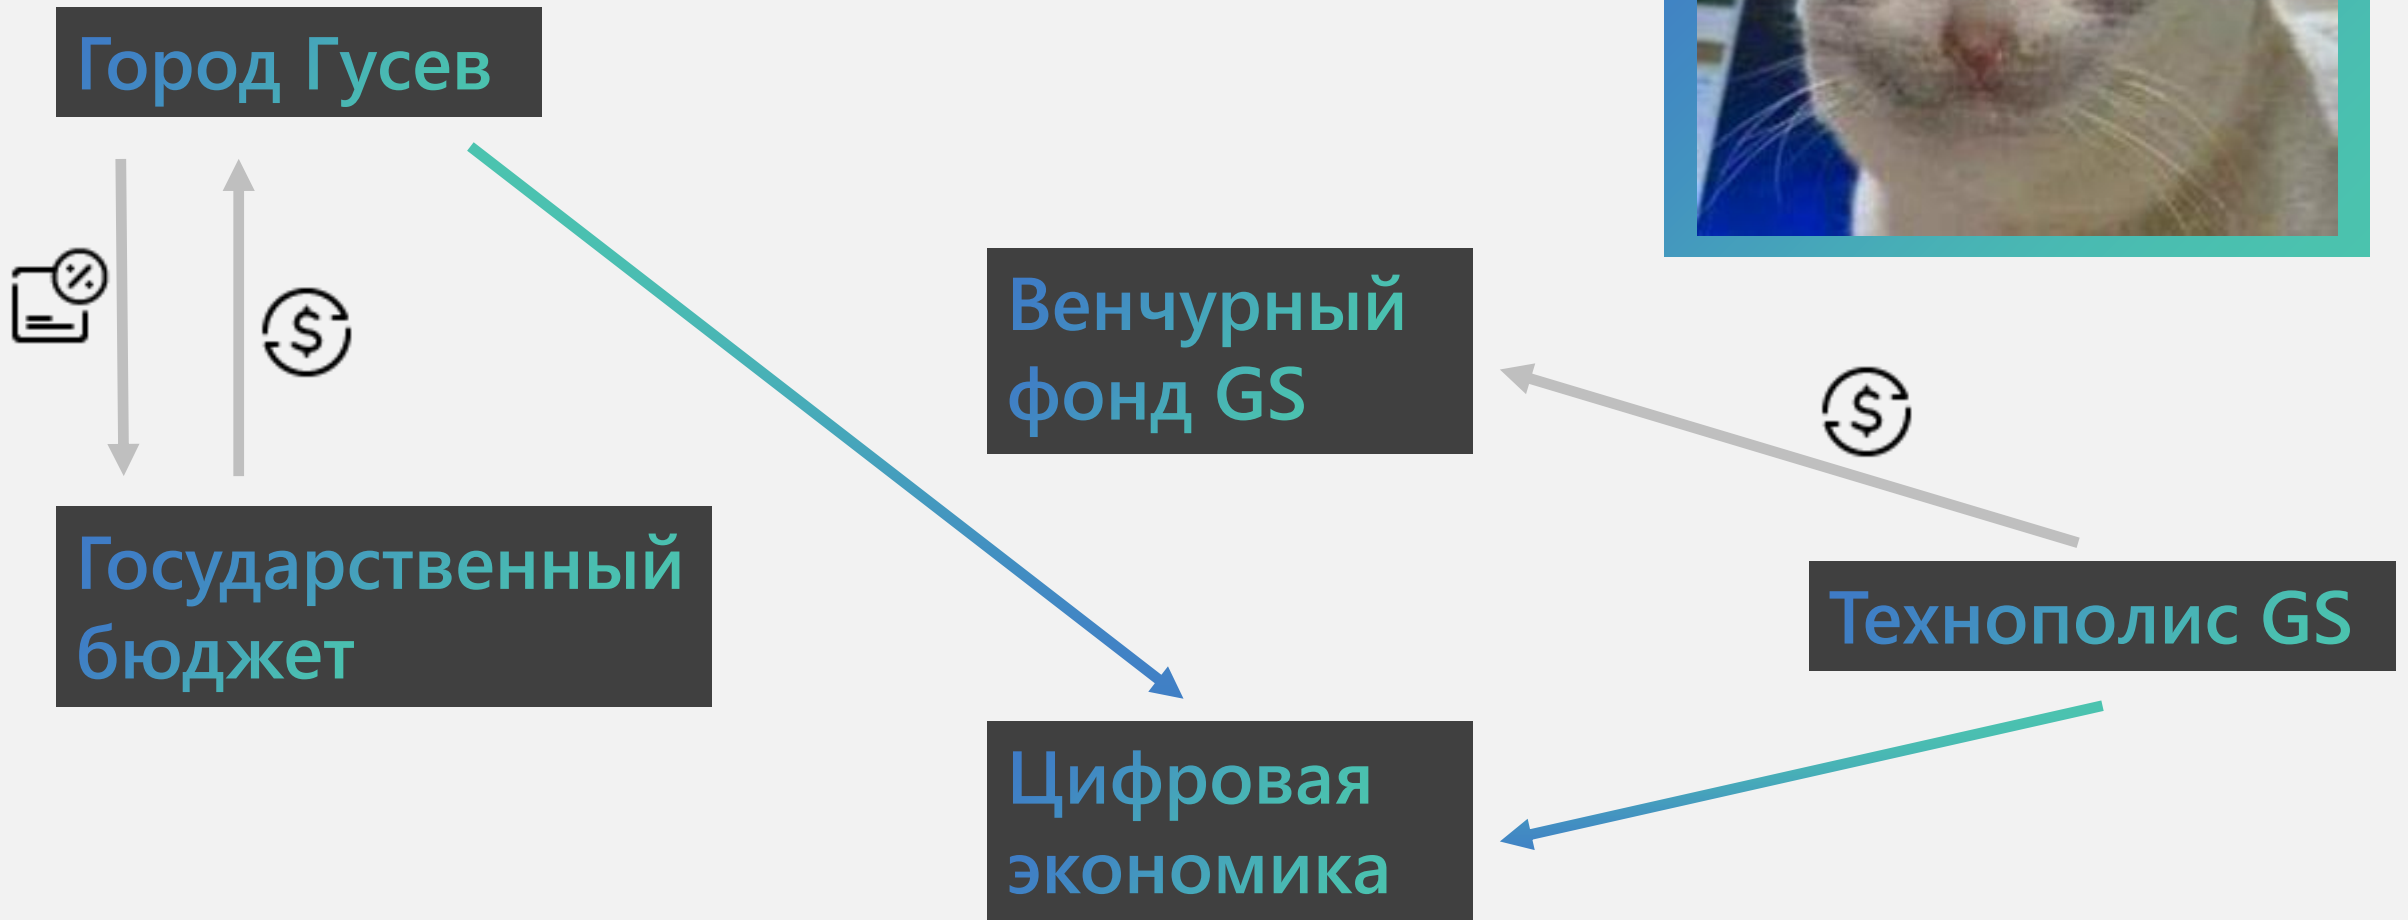 Город Гусев
Венчурный
фонд GS
Государственный
бюджет
Технополис GS
Цифровая
экономика